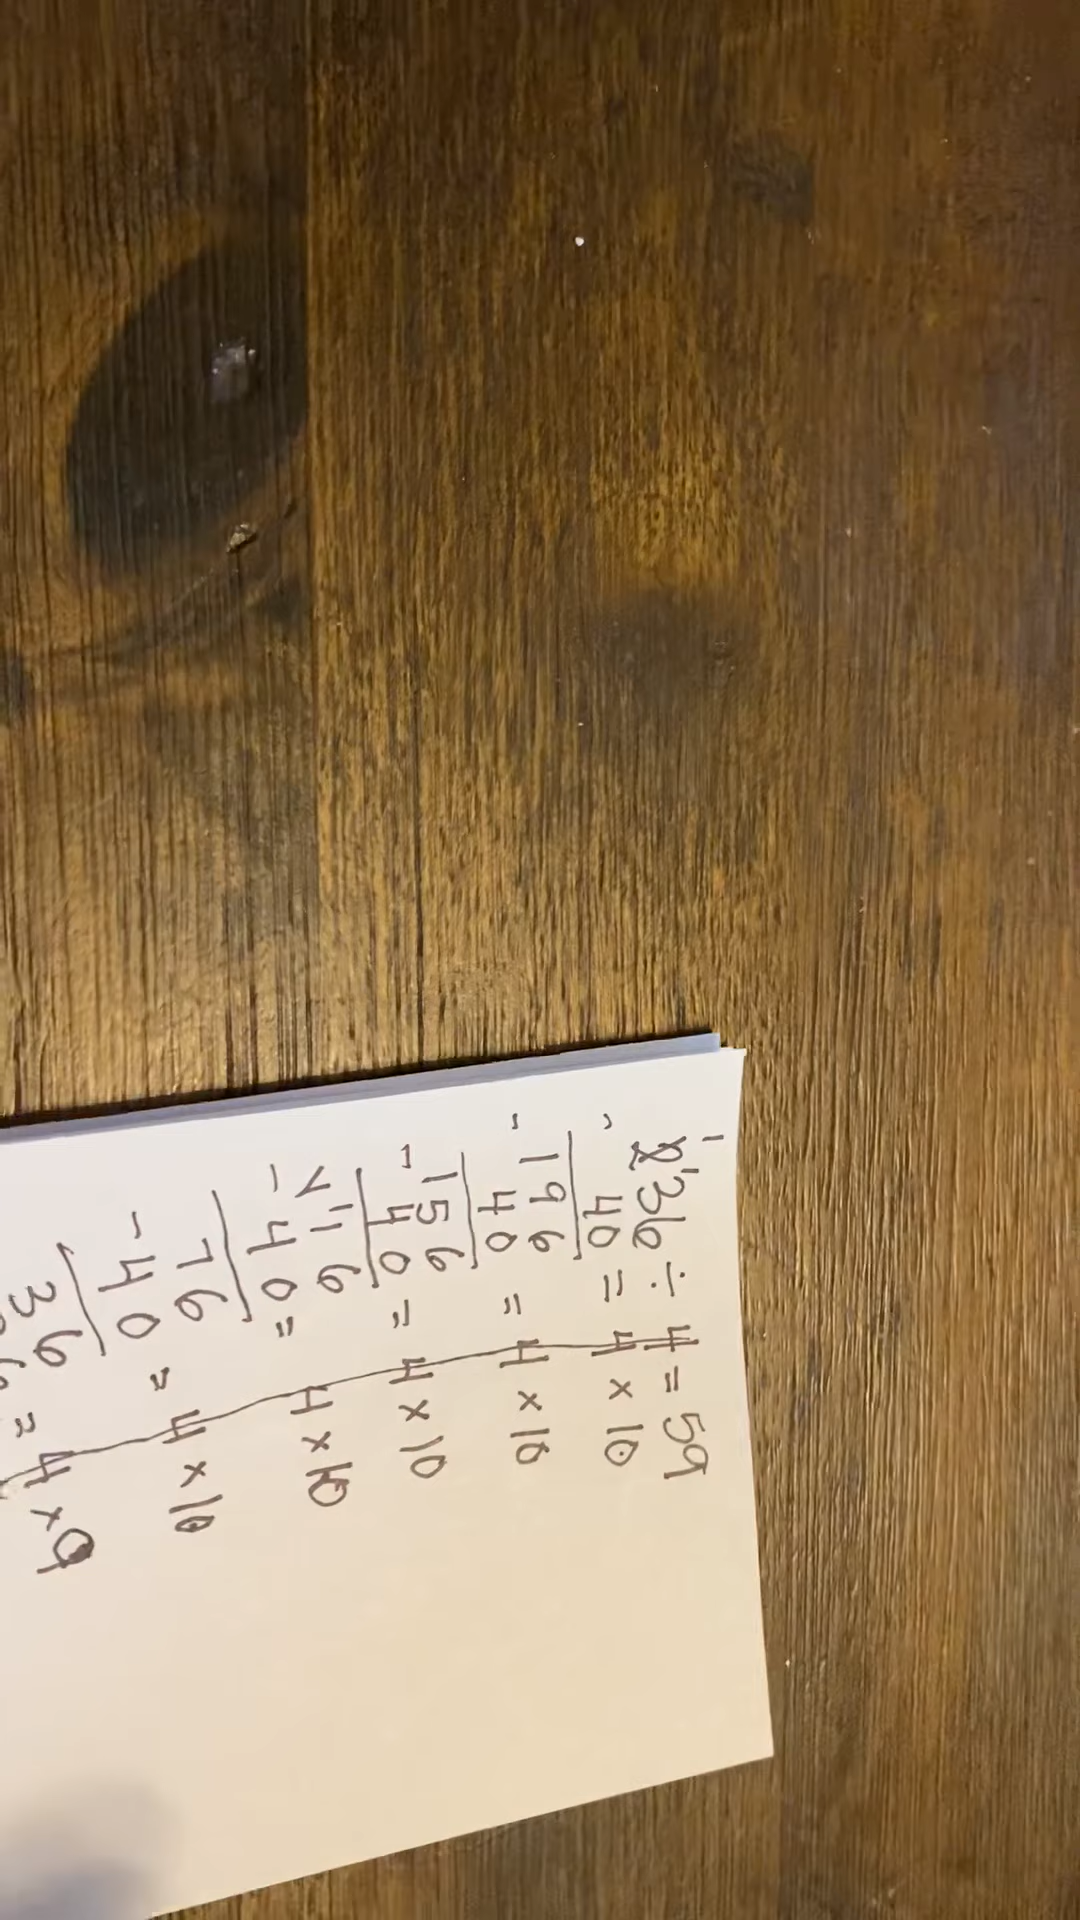 236 ÷ 4 = 59
- 40 = 4 × 10
196
- 40 = 4 × 10
156
- 40 = 4 × 10
116
- 40 = 4 × 10
76
- 40 = 4 × 10
36
= 4 × 9